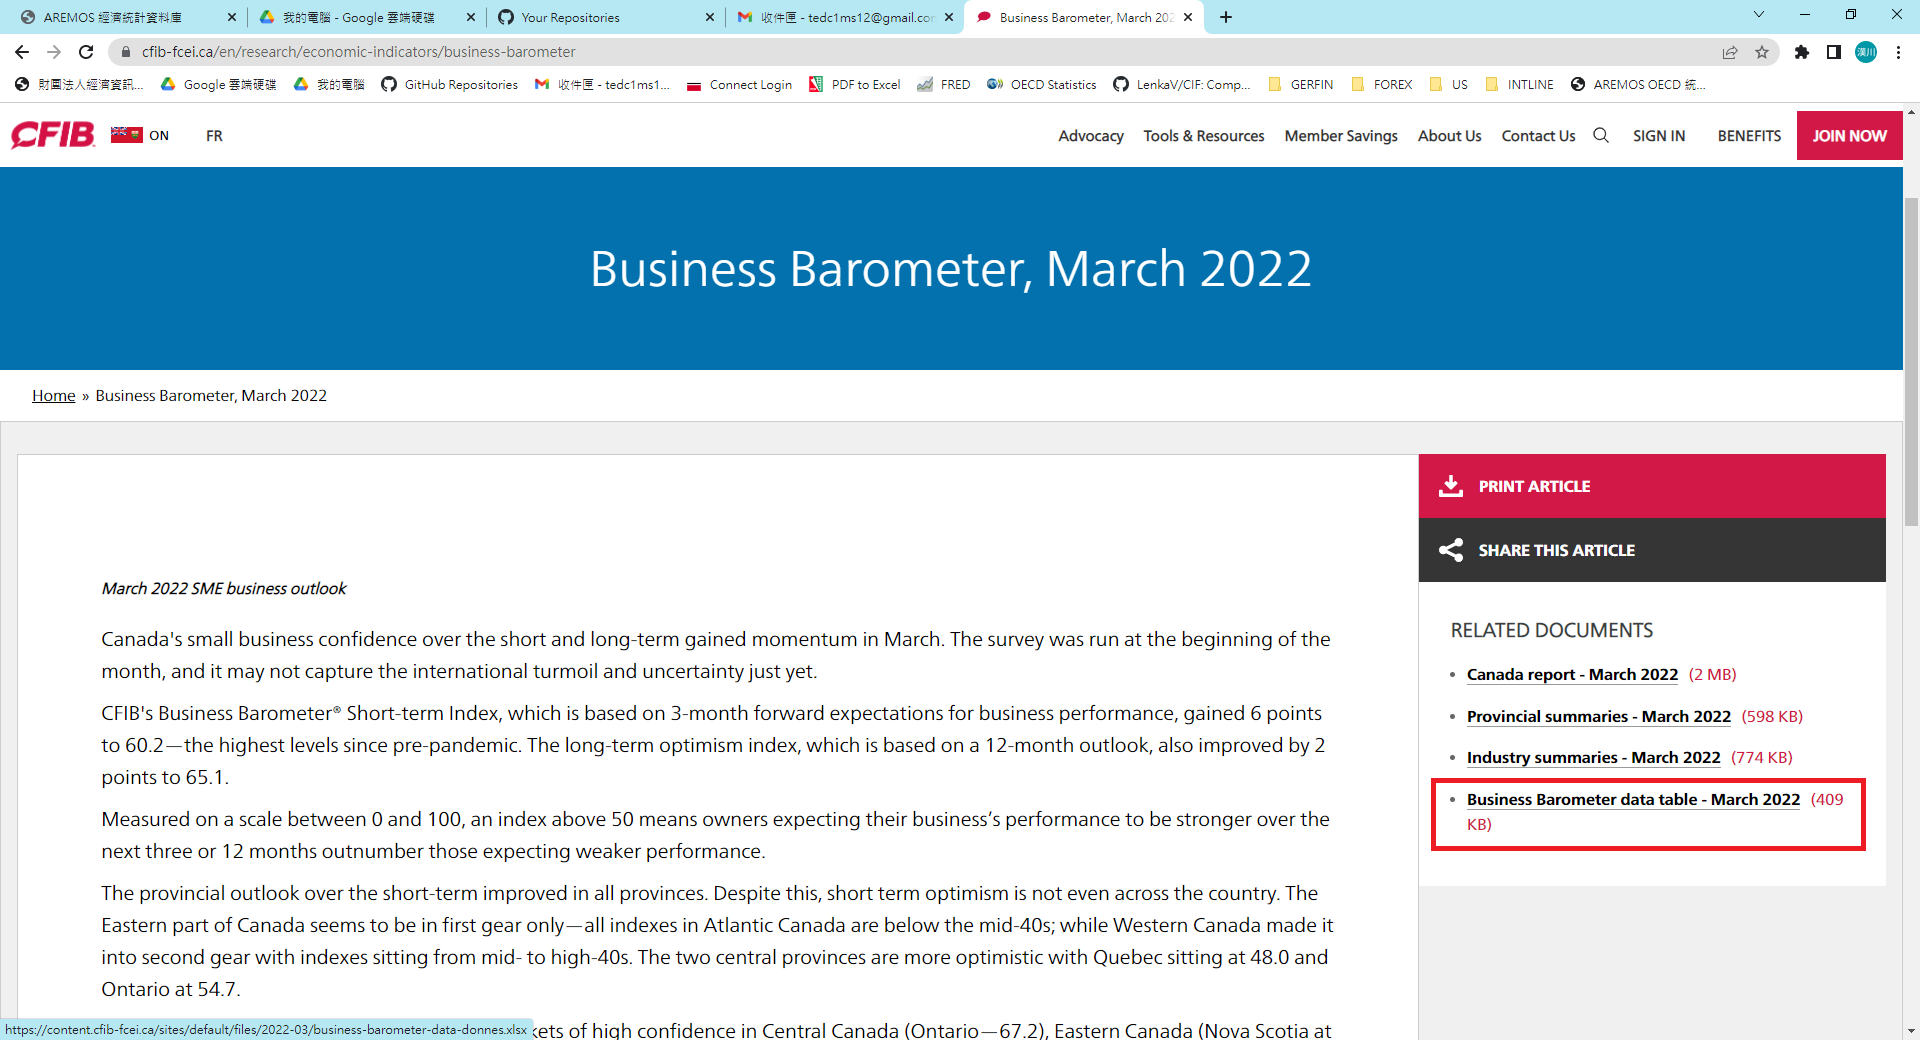 AREMOS 經濟統計資料庫
我的電腦 - Google 雲端硬碟
Your Repositories
收件匣 - tedc1ms12@gmail.cor
Business Barometer, March 202
cfib-fcei.ca/en/research/economic-indicators/business-barometer
漢川
財團法人經濟資訊...
Google 雲端硬碟
我的電腦
GitHub Repositories
收件匣 - tedc1ms1...
Connect Login
PDF to Excel
FRED
OECD Statistics
LenkaV/CIF: Comp...
GERFIN
FOREX
US
INTLINE
AREMOS OECD 統...
CFIB
ON
FR
Advocacy
Tools & Resources
Member Savings
About Us
Contact Us
SIGN IN
BENEFITS
JOIN NOW
Business Barometer, March 2022
Home » Business Barometer, March 2022
March 2022 SME business outlook
Canada's small business confidence over the short and long-term gained momentum in March. The survey was run at the beginning of the
month, and it may not capture the international turmoil and uncertainty just yet.
CFIB's Business Barometer® Short-term Index, which is based on 3-month forward expectations for business performance, gained 6 points
to 60.2—the highest levels since pre-pandemic. The long-term optimism index, which is based on a 12-month outlook, also improved by 2
points to 65.1.
Measured on a scale between 0 and 100, an index above 50 means owners expecting their business’s performance to be stronger over the
next three or 12 months outnumber those expecting weaker performance.
The provincial outlook over the short-term improved in all provinces. Despite this, short term optimism is not even across the country. The
Eastern part of Canada seems to be in first gear only—all indexes in Atlantic Canada are below the mid-40s; while Western Canada made it
into second gear with indexes sitting from mid- to high-40s. The two central provinces are more optimistic with Quebec sitting at 48.0 and
Ontario at 54.7.
kets of high confidence in Central Canada (Ontario—67.2), Eastern Canada (Nova Scotia at
PRINT ARTICLE
SHARE THIS ARTICLE
RELATED DOCUMENTS
• Canada report - March 2022 (2 MB)
• Provincial summaries - March 2022 (598 KB)
• Industry summaries - March 2022 (774 KB)
• Business Barometer data table - March 2022 (409
KB)
https://content.cfib-fcei.ca/sites/default/files/2022-03/business-barometer-data-donnes.xlsx